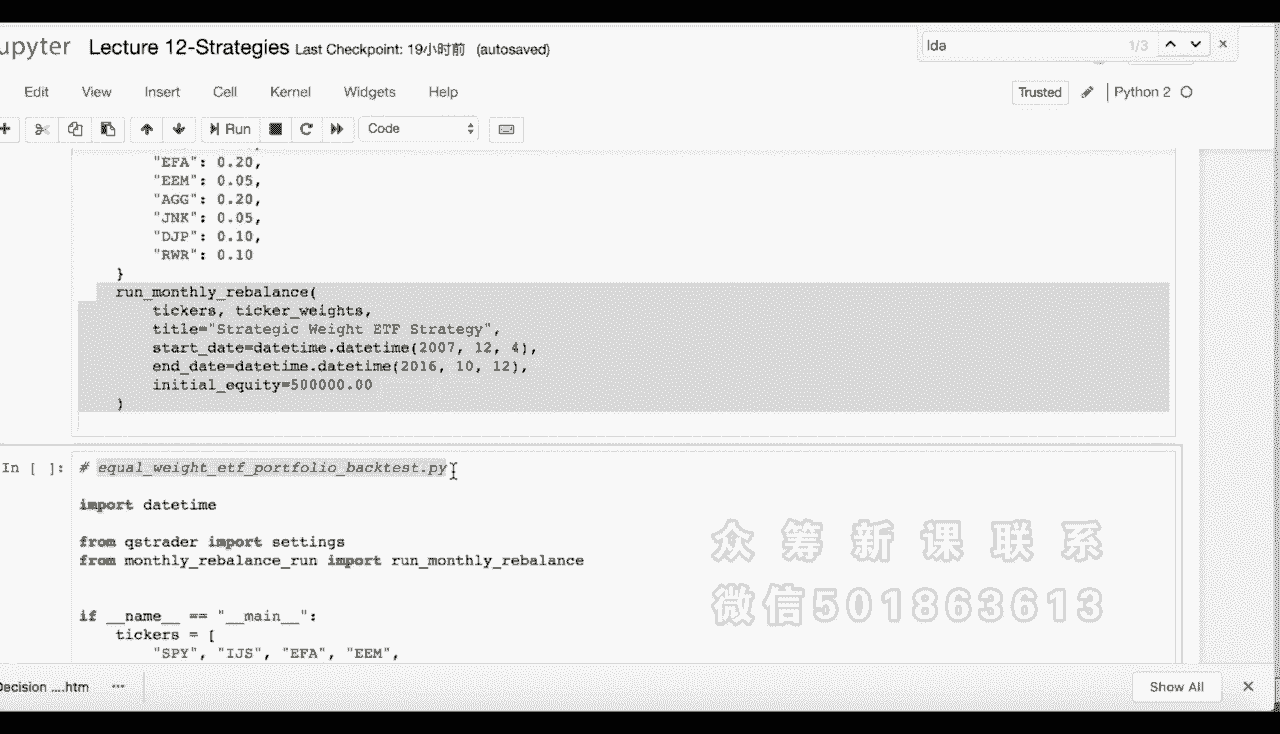 upyter Lecture 12-Strategies Last Checkpoint: 19小时前 (autosaved)
lda 1/3
Edit View Insert Cell Kernel Widgets Help
Trusted Python 2
Run Code
"EFA": 0.20,
"EEM": 0.05,
"AGG": 0.20,
"JNK": 0.05,
"DJP": 0.10,
"RWR": 0.10
}
run_monthly_rebalance(
tickers, ticker_weights,
title="Strategic Weight ETF Strategy",
start_date=datetime.datetime(2007, 12, 4),
end_date=datetime.datetime(2016, 10, 12),
initial_equity=500000.00
)
In [ ]: # equal_weight_etf_portfolio_backtest.py
import datetime
from qstrader import settings
from monthly_rebalance_run import run_monthly_rebalance
if __name__ == "__main__":
tickers = [
"SPY", "IJS", "EFA", "EEM",
众筹新课联系
微信501863613
Decision ....htm
Show All